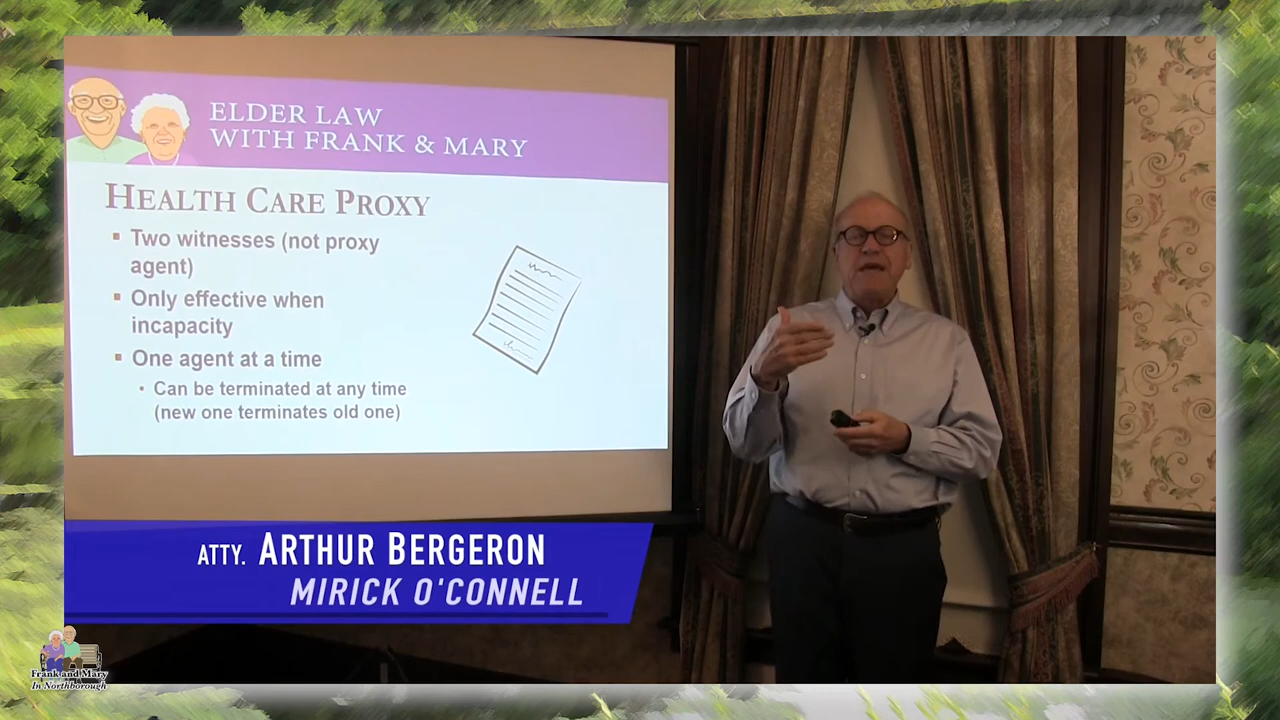 ELDER LAW
WITH FRANK & MARY
HEALTH CARE PROXY
▪ Two witnesses (not proxy
agent)
▪ Only effective when
incapacity
▪ One agent at a time
• Can be terminated at any time
(new one terminates old one)
ATTY. ARTHUR BERGERON
MIRICK O'CONNELL
Frank and Mary
In Northborough